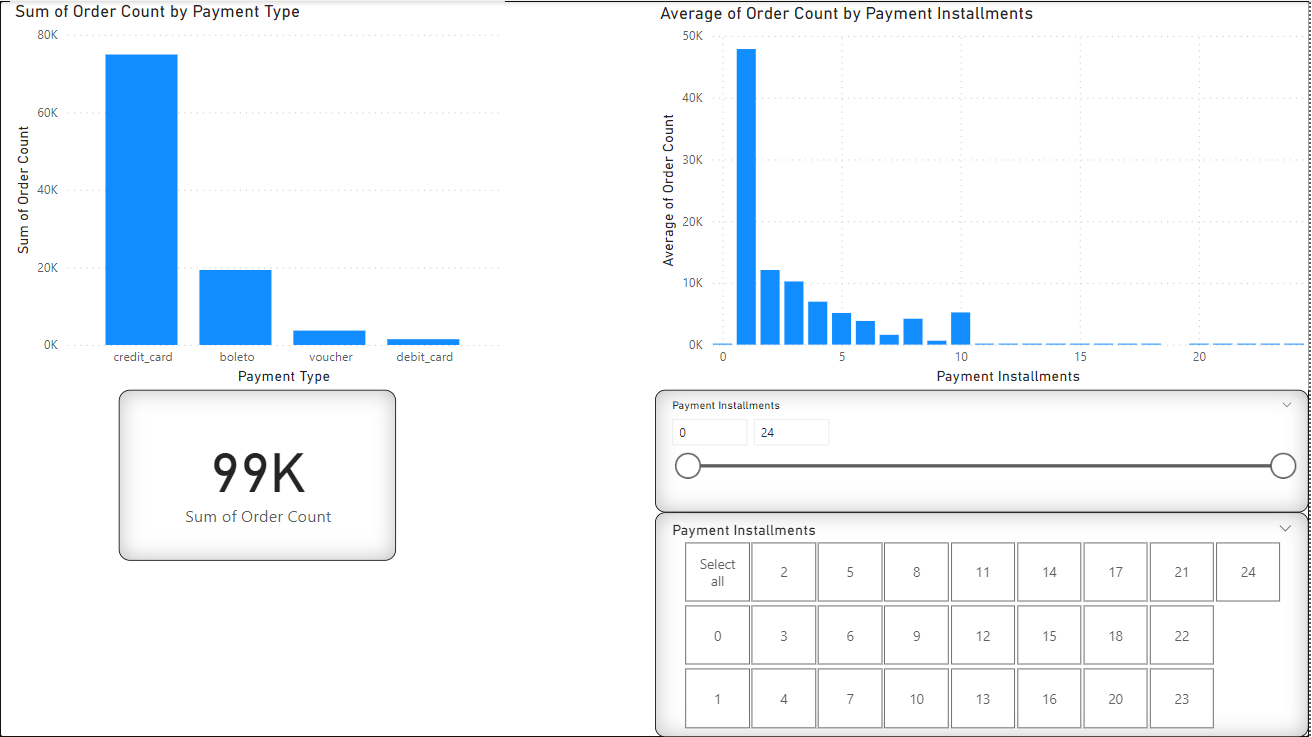 Sum of Order Count by Payment Type
80K
60K
40K
20K
0K
Sum of Order Count
credit_card boleto voucher debit_card
Payment Type
99K
Sum of Order Count
Average of Order Count by Payment Installments
50K
40K
30K
20K
10K
0K
Average of Order Count
0 5 10 15 20
Payment Installments
Payment Installments
0 24
Payment Installments
Select
all
2 5 8 11 14 17 21 24
0 3 6 9 12 15 18 22
1 4 7 10 13 16 20 23